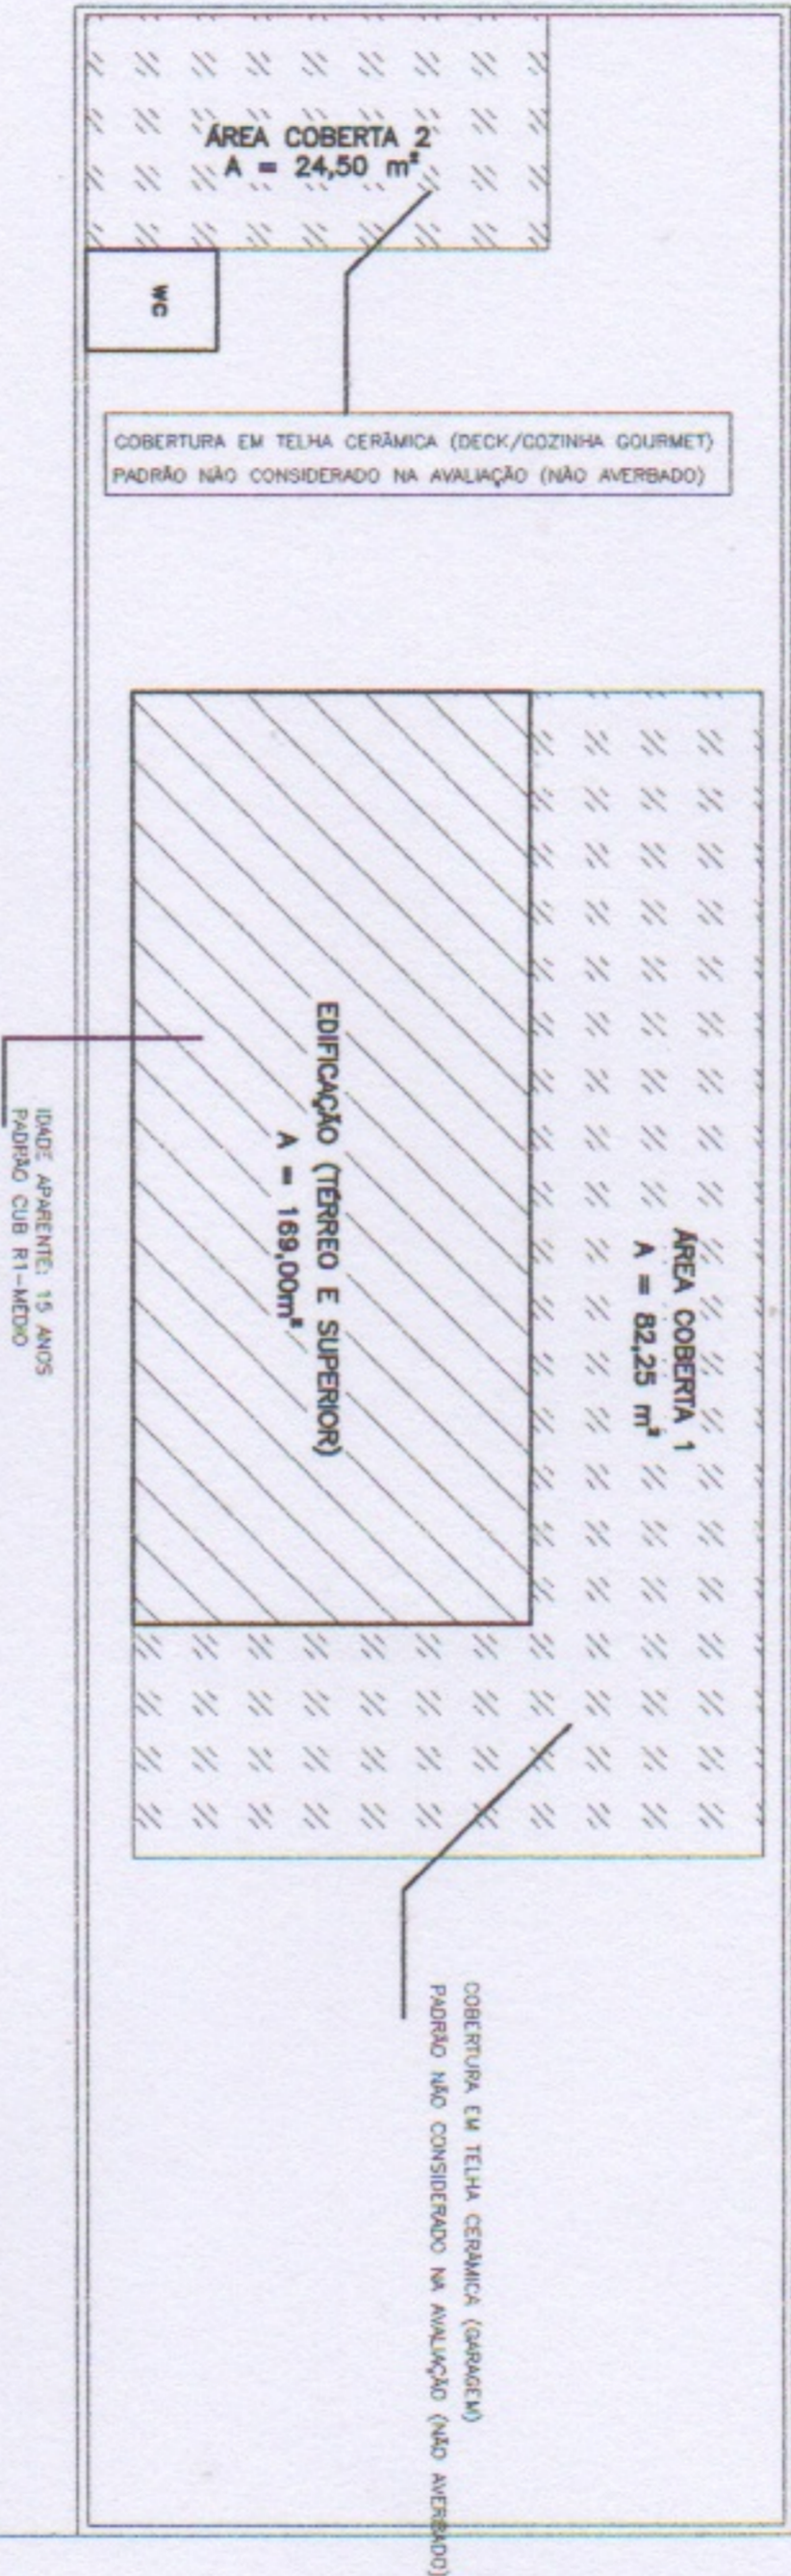 ÁREA COBERTA 2
A = 24,50 m²
WC
COBERTURA EM TELHA CERÂMICA (DECK/COZINHA GOURMET)
PADRÃO NÃO CONSIDERADO NA AVALIAÇÃO (NÃO AVERBADO)
EDIFICAÇÃO (TÉRREO E SUPERIOR)
A = 169,00m²
ÁREA COBERTA 1
A = 82,25 m²
IDADE APARENTE: 15 ANOS
PADRÃO CUB R1-MÉDIO
COBERTURA EM TELHA CERÂMICA (GARAGEM)
PADRÃO NÃO CONSIDERADO NA AVALIAÇÃO (NÃO AVERBADO)